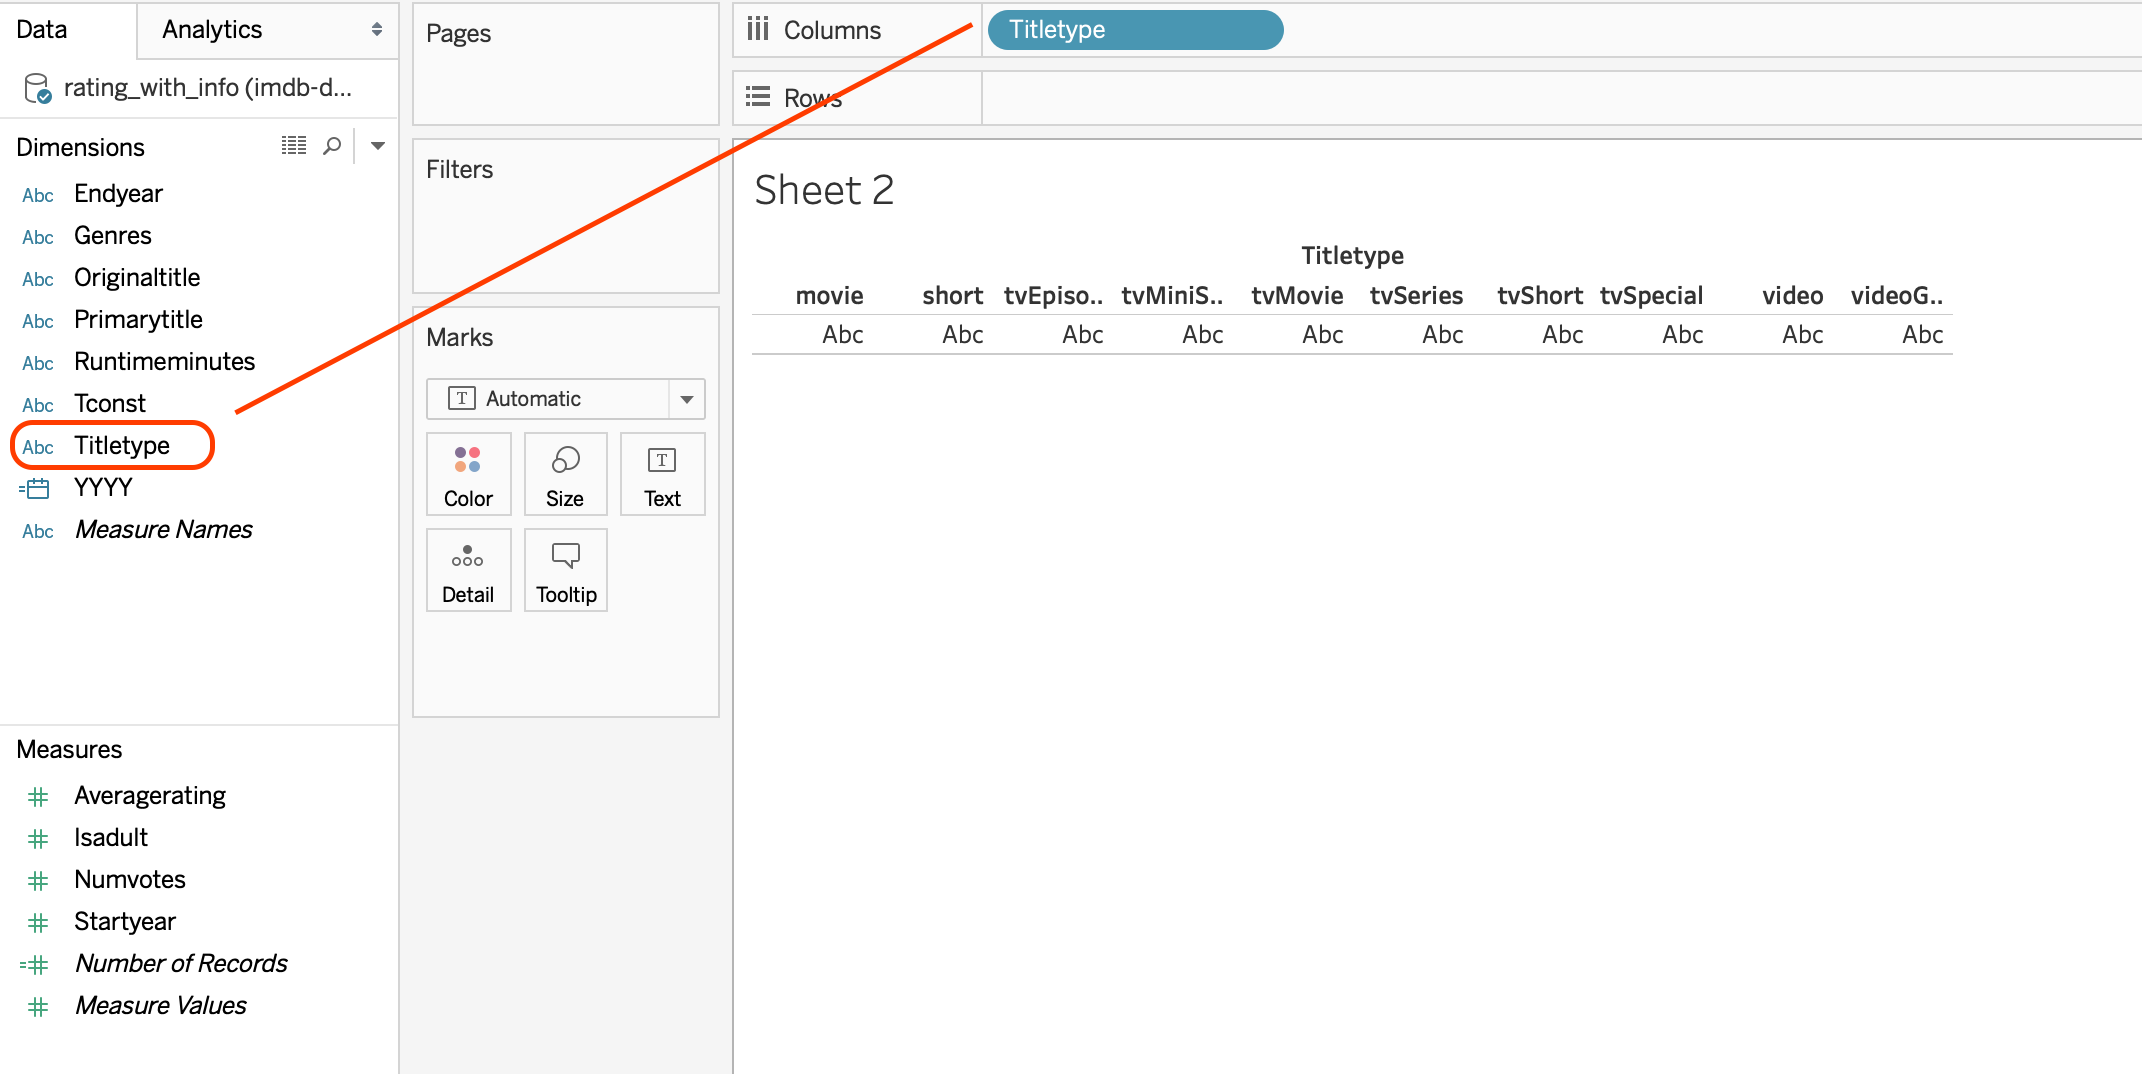 Data
Analytics
rating_with_info (imdb-d...
Dimensions
Abc Endyear
Abc Genres
Abc Originaltitle
Abc Primarytitle
Abc Runtimeminutes
Abc Tconst
Abc Titletype
YYYY
Abc Measure Names
Measures
Averagerating
Isadult
Numvotes
Startyear
Number of Records
Measure Values
Pages
Filters
Marks
T Automatic
Color Size T Text
Detail Tooltip
Columns Titletype
Rows
Sheet 2
Titletype
movie short tvEpiso.. tvMiniS.. tvMovie tvSeries tvShort tvSpecial video videoG..
Abc Abc Abc Abc Abc Abc Abc Abc Abc Abc